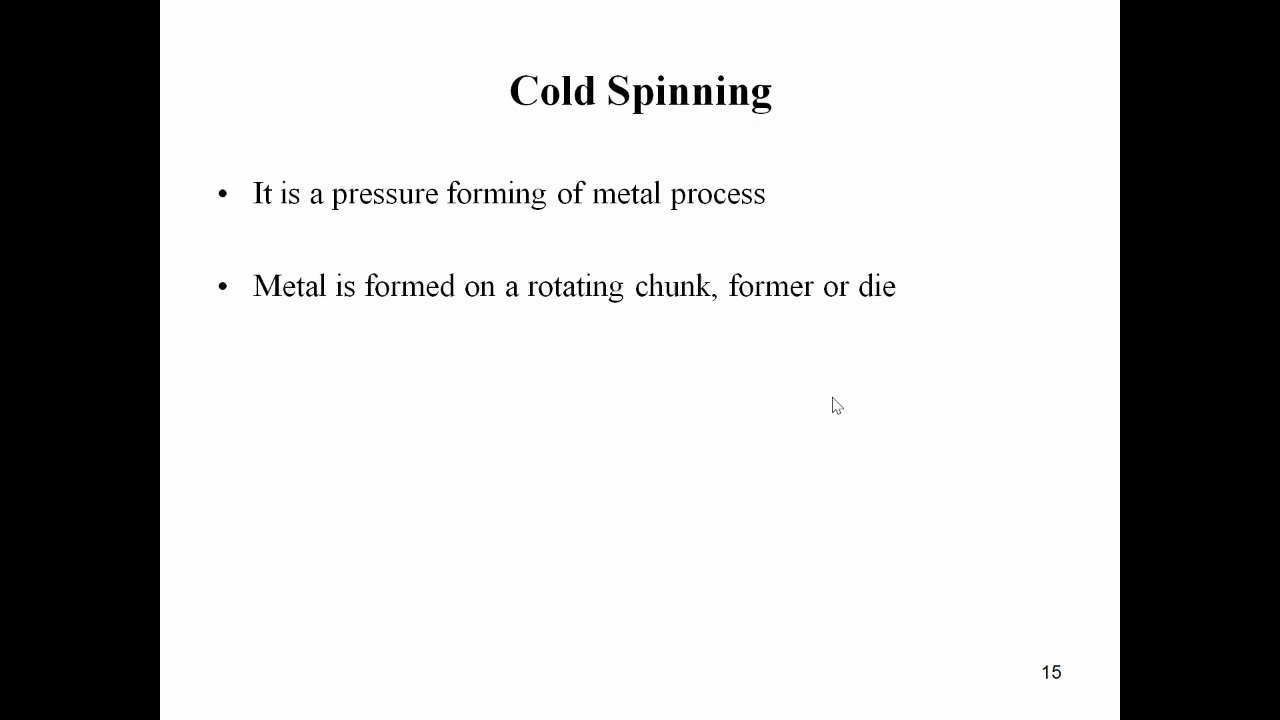 Cold Spinning
• It is a pressure forming of metal process
• Metal is formed on a rotating chunk, former or die
15